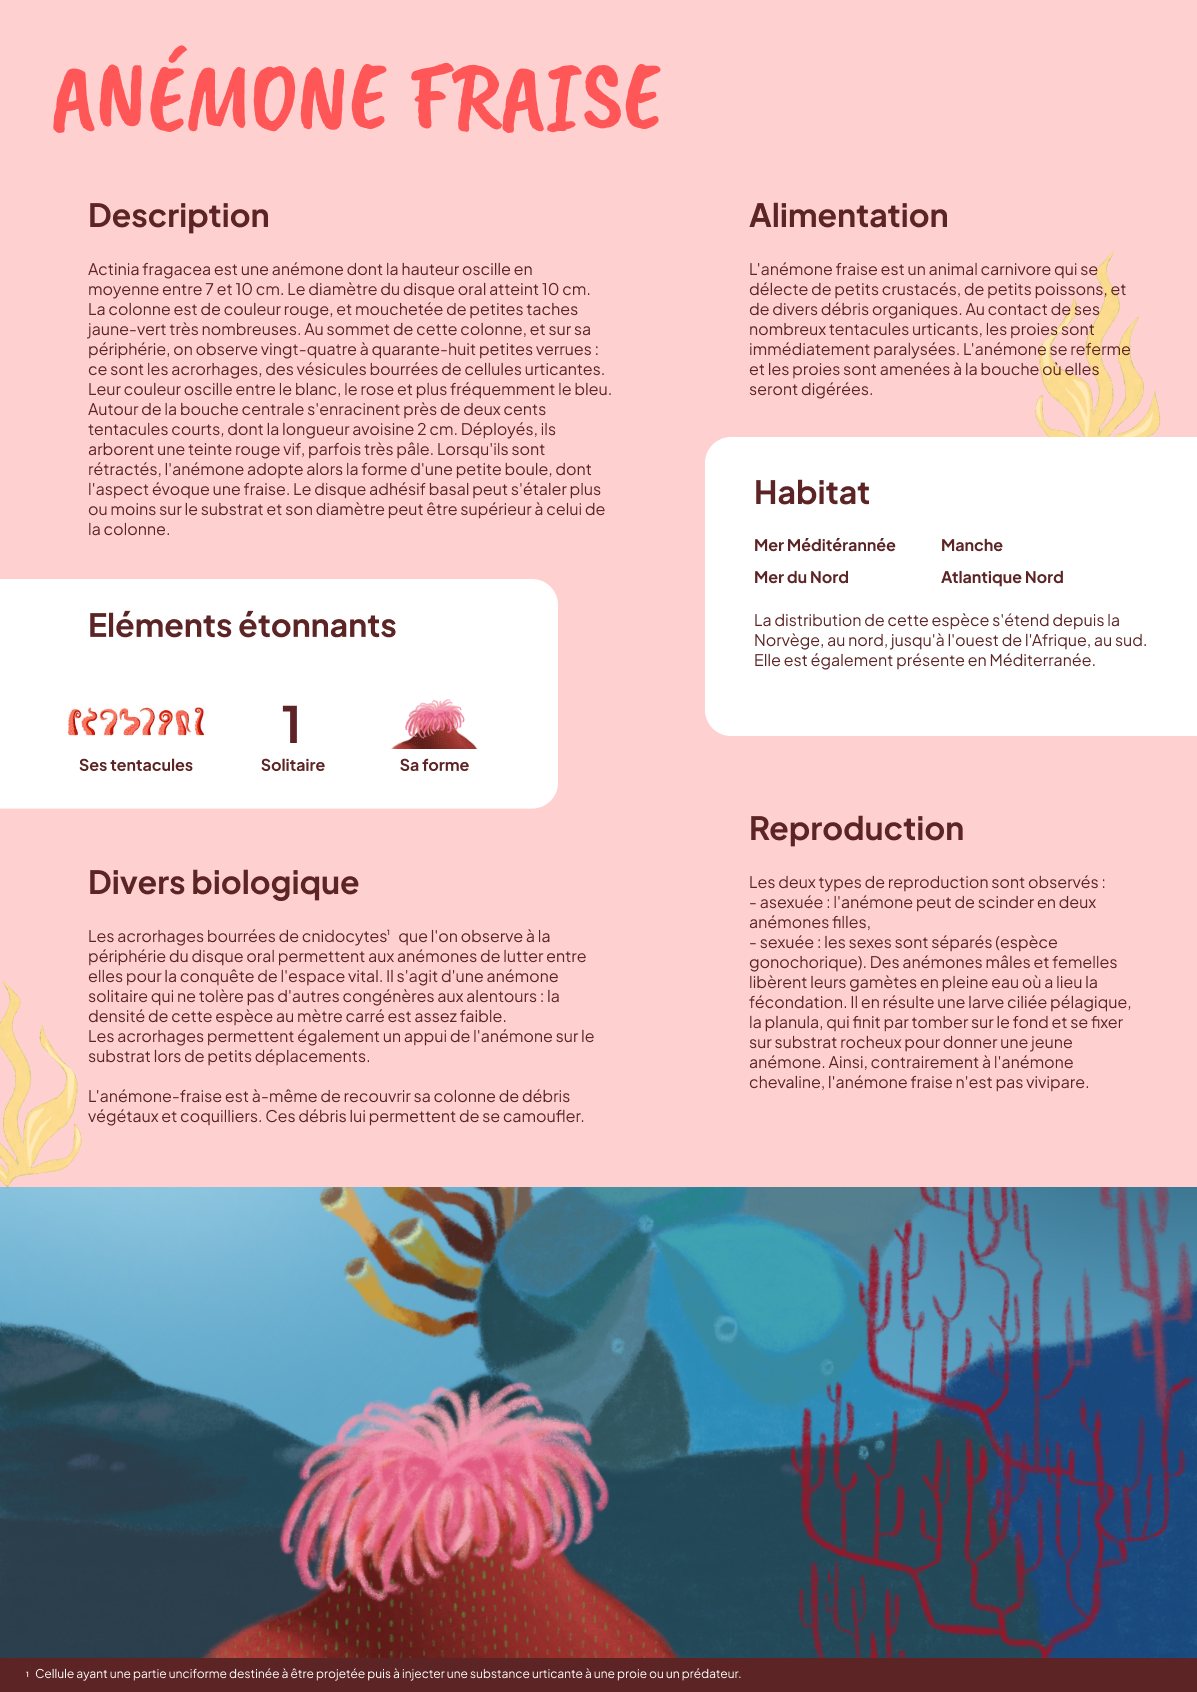 ANÉMONE FRAISE
Description
Actinia fragacea est une anémone dont la hauteur oscille en
moyenne entre 7 et 10 cm. Le diamètre du disque oral atteint 10 cm.
La colonne est de couleur rouge, et mouchetée de petites taches
jaune-vert très nombreuses. Au sommet de cette colonne, et sur sa
périphérie, on observe vingt-quatre à quarante-huit petites verrues :
ce sont les acrorhages, des vésicules bourrées de cellules urticantes.
Leur couleur oscille entre le blanc, le rose et plus fréquemment le bleu.
Autour de la bouche centrale s'enracinent près de deux cents
tentacules courts, dont la longueur avoisine 2 cm. Déployés, ils
arborent une teinte rouge vif, parfois très pâle. Lorsqu'ils sont
rétractés, l'anémone adopte alors la forme d'une petite boule, dont
l'aspect évoque une fraise. Le disque adhésif basal peut s'étaler plus
ou moins sur le substrat et son diamètre peut être supérieur à celui de
la colonne.
Eléments étonnants
Ses tentacules
1
Solitaire
Sa forme
Divers biologique
Les acrorhages bourrées de cnidocytes¹ que l'on observe à la
périphérie du disque oral permettent aux anémones de lutter entre
elles pour la conquête de l'espace vital. Il s'agit d'une anémone
solitaire qui ne tolère pas d'autres congénères aux alentours : la
densité de cette espèce au mètre carré est assez faible.
Les acrorhages permettent également un appui de l'anémone sur le
substrat lors de petits déplacements.
L'anémone-fraise est à-même de recouvrir sa colonne de débris
végétaux et coquilliers. Ces débris lui permettent de se camoufler.
Alimentation
L'anémone fraise est un animal carnivore qui se
délecte de petits crustacés, de petits poissons, et
de divers débris organiques. Au contact de ses
nombreux tentacules urticants, les proies sont
immédiatement paralysées. L'anémone se referme
et les proies sont amenées à la bouche où elles
seront digérées.
Habitat
Mer Méditérannée Manche
Mer du Nord Atlantique Nord
La distribution de cette espèce s'étend depuis la
Norvège, au nord, jusqu'à l'ouest de l'Afrique, au sud.
Elle est également présente en Méditerranée.
Reproduction
Les deux types de reproduction sont observés :
- asexuée : l'anémone peut de scinder en deux
anémones filles,
- sexuée : les sexes sont séparés (espèce
gonochorique). Des anémones mâles et femelles
libèrent leurs gamètes en pleine eau où a lieu la
fécondation. Il en résulte une larve ciliée pélagique,
la planula, qui finit par tomber sur le fond et se fixer
sur substrat rocheux pour donner une jeune
anémone. Ainsi, contrairement à l'anémone
chevaline, l'anémone fraise n'est pas vivipare.
¹ Cellule ayant une partie unciforme destinée à être projetée puis à injecter une substance urticante à une proie ou un prédateur.